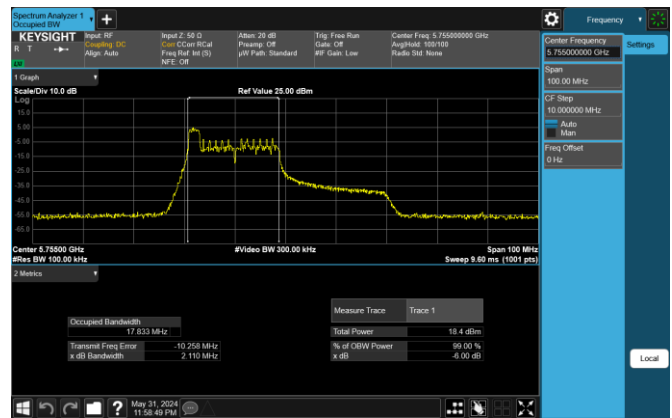 Spectrum Analyzer 1
Occupied BW
Frequency
KEYSIGHT
R T
LM
Input: RF
Coupling: DC
Align: Auto
Input Z: 50 Ω
Corr CCorr RCal
Freq Ref: Int (S)
NFE: Off
Atten: 20 dB
Preamp: Off
µW Path: Standard
Trig: Free Run
Gate: Off
#IF Gain: Low
Center Freq: 5.755000000 GHz
Avg|Hold: 100/100
Radio Std: None
Center Frequency
5.755000000 GHz
Settings
Span
100.00 MHz
CF Step
10.000000 MHz
Auto
Man
Freq Offset
0 Hz
Local
1 Graph
Scale/Div 10.0 dB
Ref Value 25.00 dBm
Log
15.0
5.00
-5.00
-15.0
-25.0
-35.0
-45.0
-55.0
-65.0
Center 5.75500 GHz
#Video BW 300.00 kHz
Span 100 MHz
#Res BW 100.00 kHz
Sweep 9.60 ms (1001 pts)
2 Metrics
Occupied Bandwidth
17.833 MHz
Transmit Freq Error -10.258 MHz
x dB Bandwidth 2.110 MHz
Measure Trace Trace 1
Total Power 18.4 dBm
% of OBW Power 99.00 %
x dB -6.00 dB
May 31, 2024
11:58:49 PM